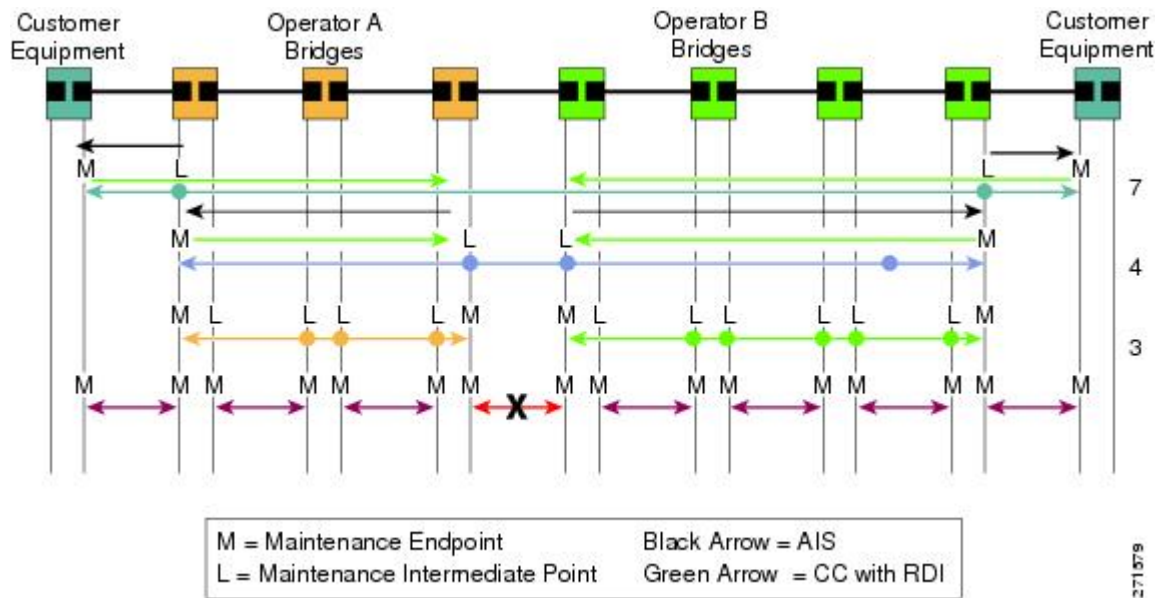 Customer Equipment
Operator A Bridges
Operator B Bridges
Customer Equipment
M L L M
7
M L L M
4
M L L L L M M L L L L L L M
3
M M M M M M M M M M M M M M M M
X
M = Maintenance Endpoint
L = Maintenance Intermediate Point
Black Arrow = AIS
Green Arrow = CC with RDI
271579